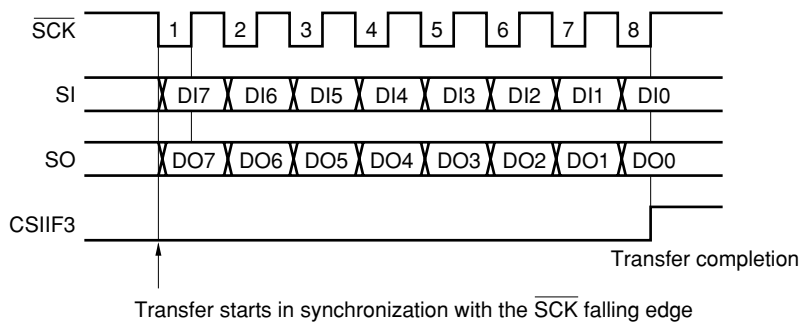 SCK 1 2 3 4 5 6 7 8
SI DI7 DI6 DI5 DI4 DI3 DI2 DI1 DI0
SO DO7 DO6 DO5 DO4 DO3 DO2 DO1 DO0
CSIIF3
Transfer completion
Transfer starts in synchronization with the SCK falling edge